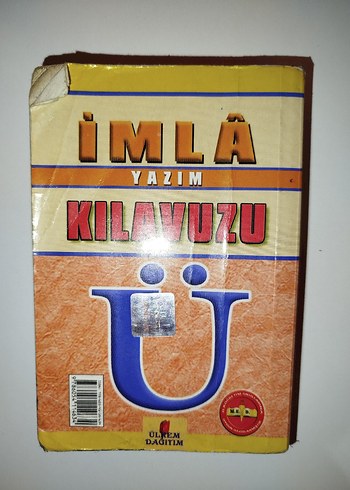 İMLÂ
YAZIM
KILAVUZU
Ü
ÜLKEM
DAĞITIM